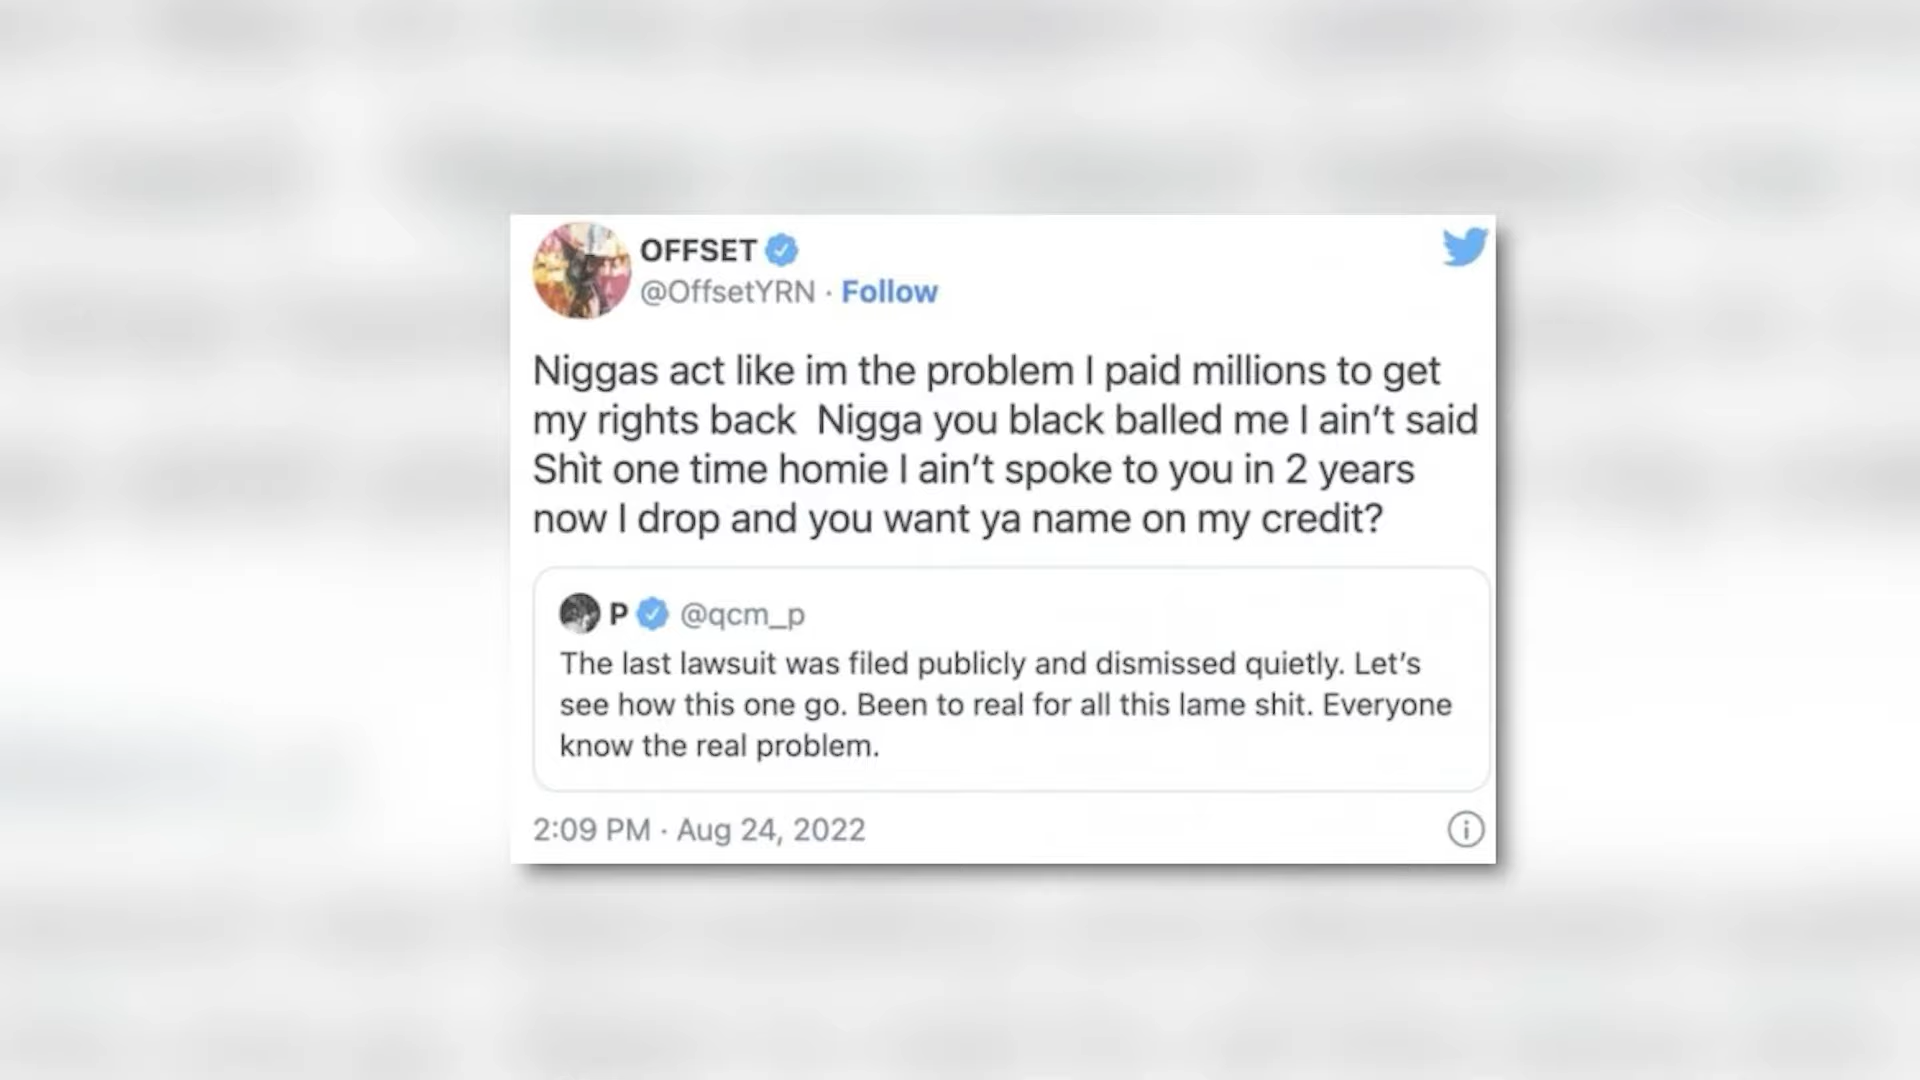 OFFSET
@OffsetYRN · Follow
Niggas act like im the problem I paid millions to get
my rights back  Nigga you black balled me I ain't said
Shìt one time homie I ain't spoke to you in 2 years
now I drop and you want ya name on my credit?
P @qcm_p
The last lawsuit was filed publicly and dismissed quietly. Let's
see how this one go. Been to real for all this lame shit. Everyone
know the real problem.
2:09 PM · Aug 24, 2022